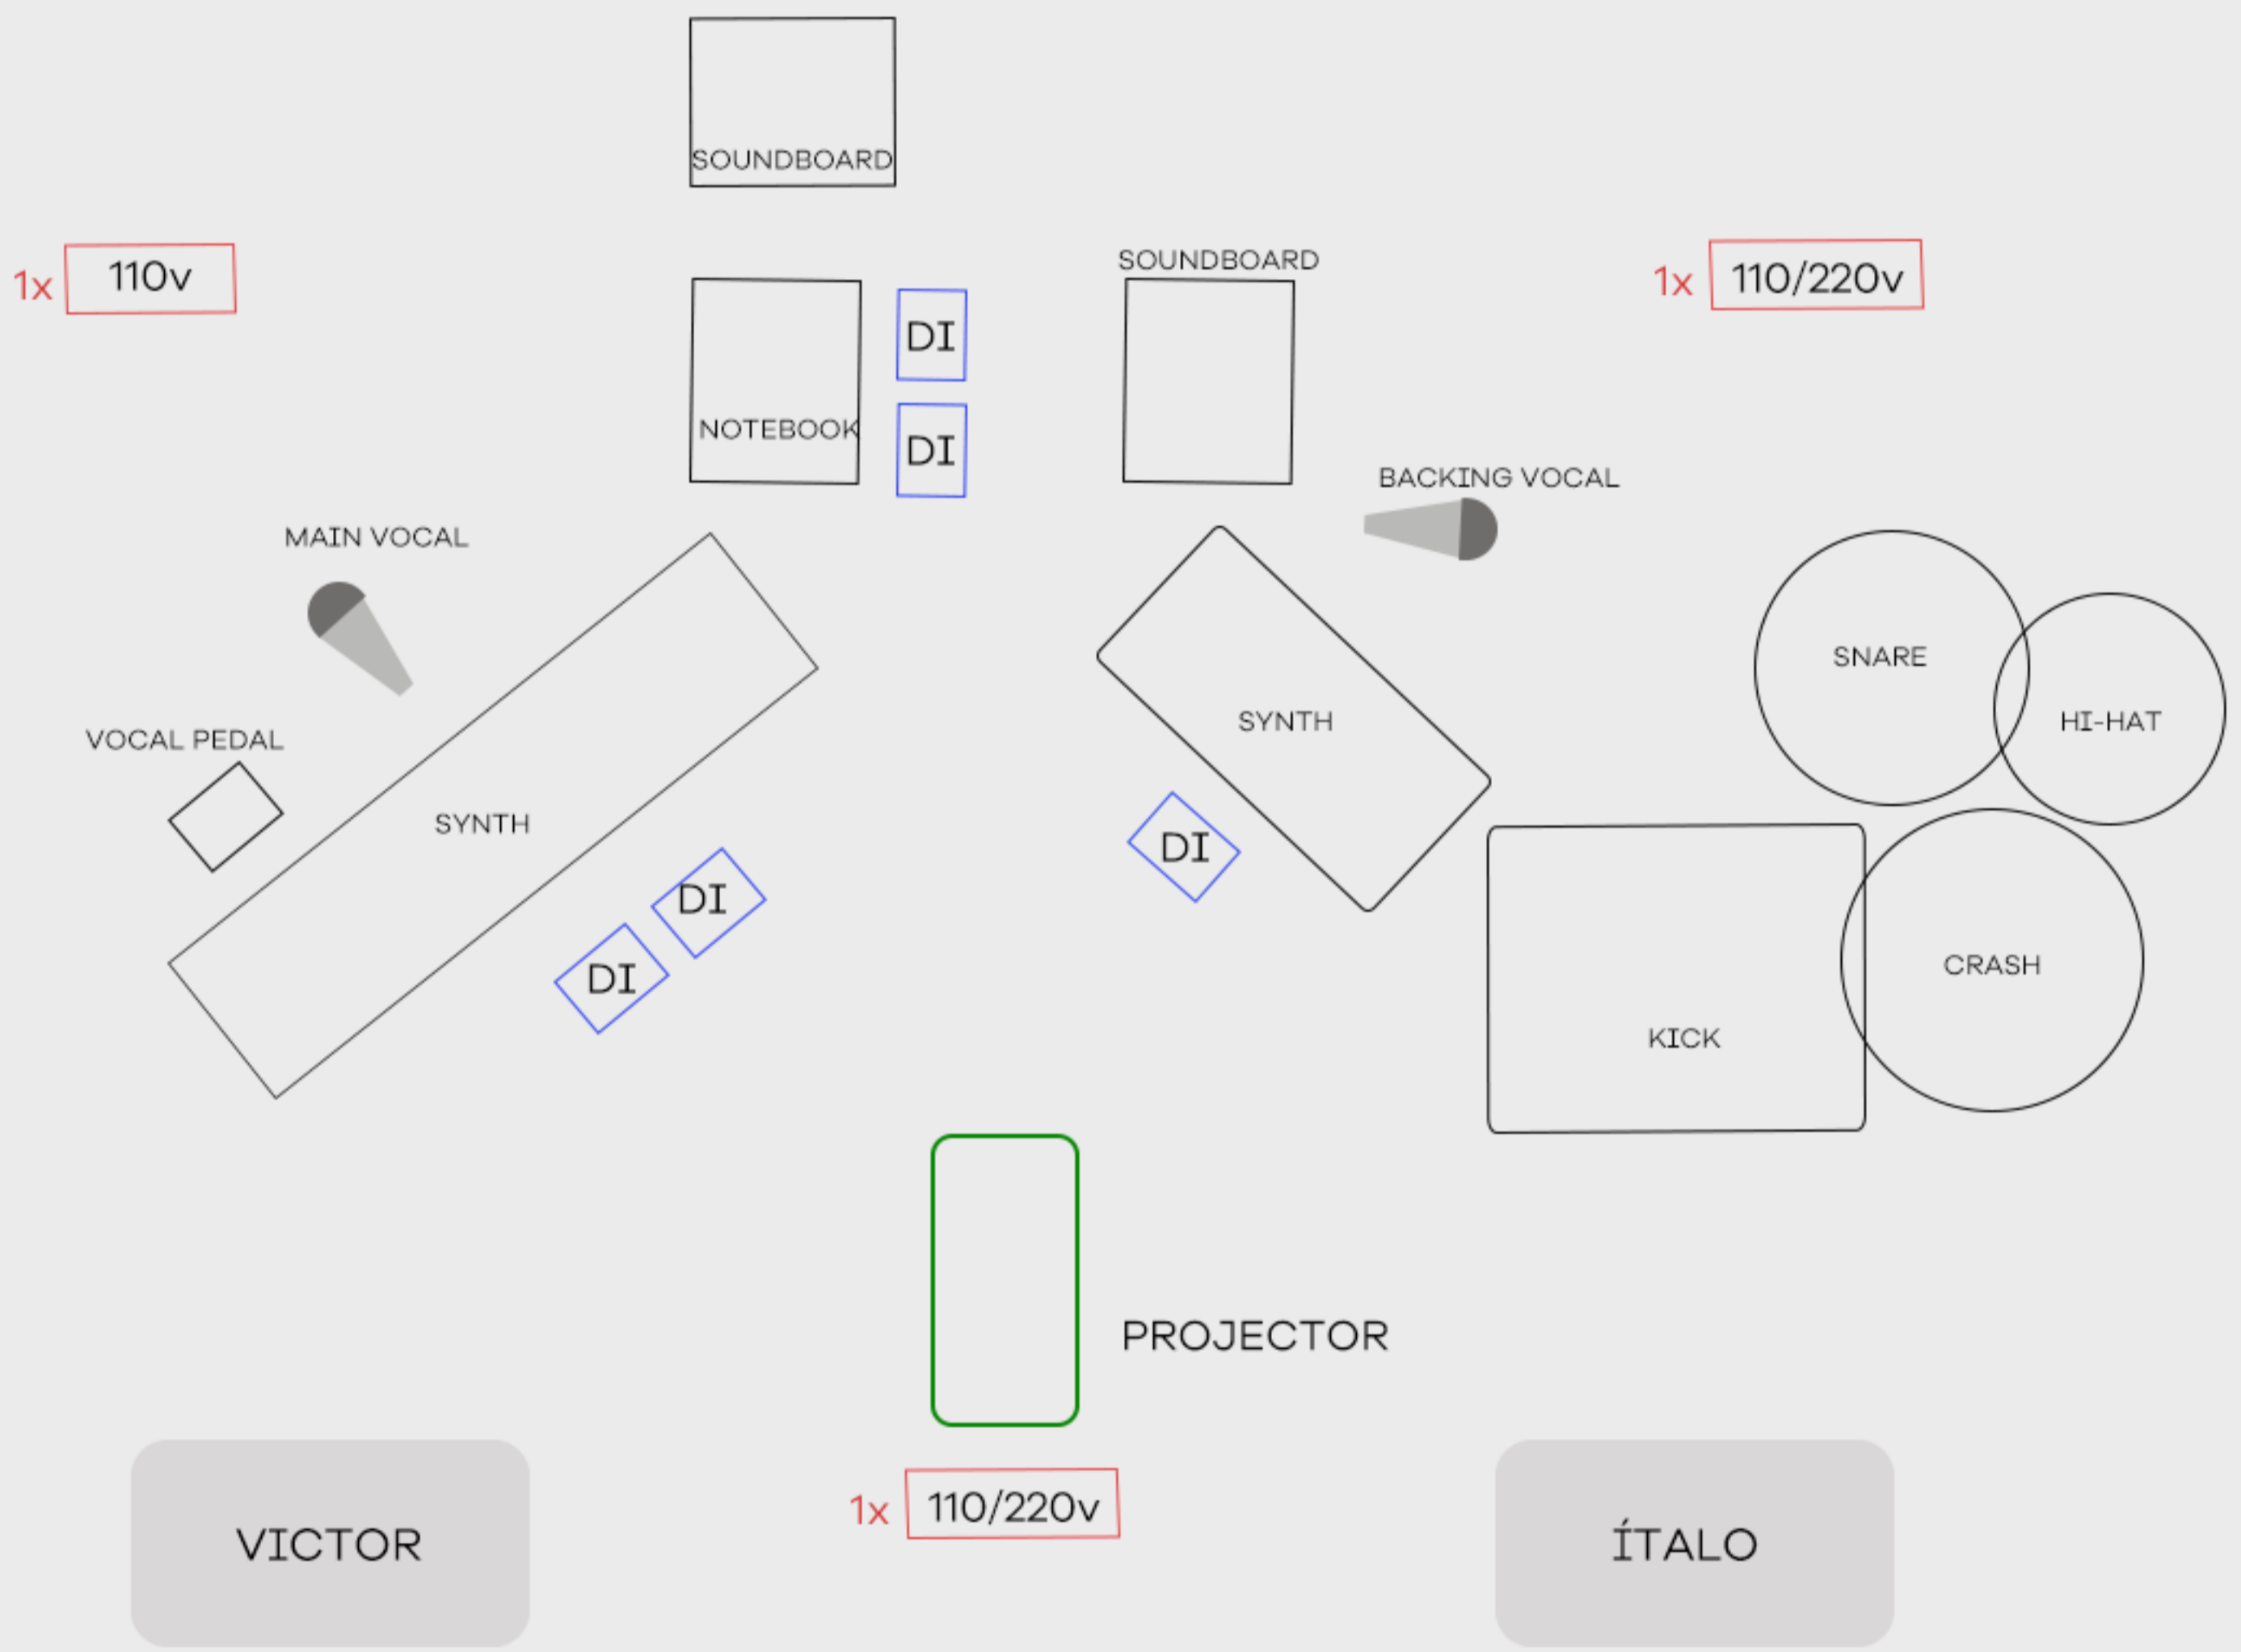 SOUNDBOARD
1x 110v
SOUNDBOARD
1x 110/220v
DI
NOTEBOOK
DI
BACKING VOCAL
MAIN VOCAL
SNARE
HI-HAT
VOCAL PEDAL
SYNTH
SYNTH
DI
DI
DI
CRASH
KICK
PROJECTOR
1x 110/220v
VICTOR
ÍTALO